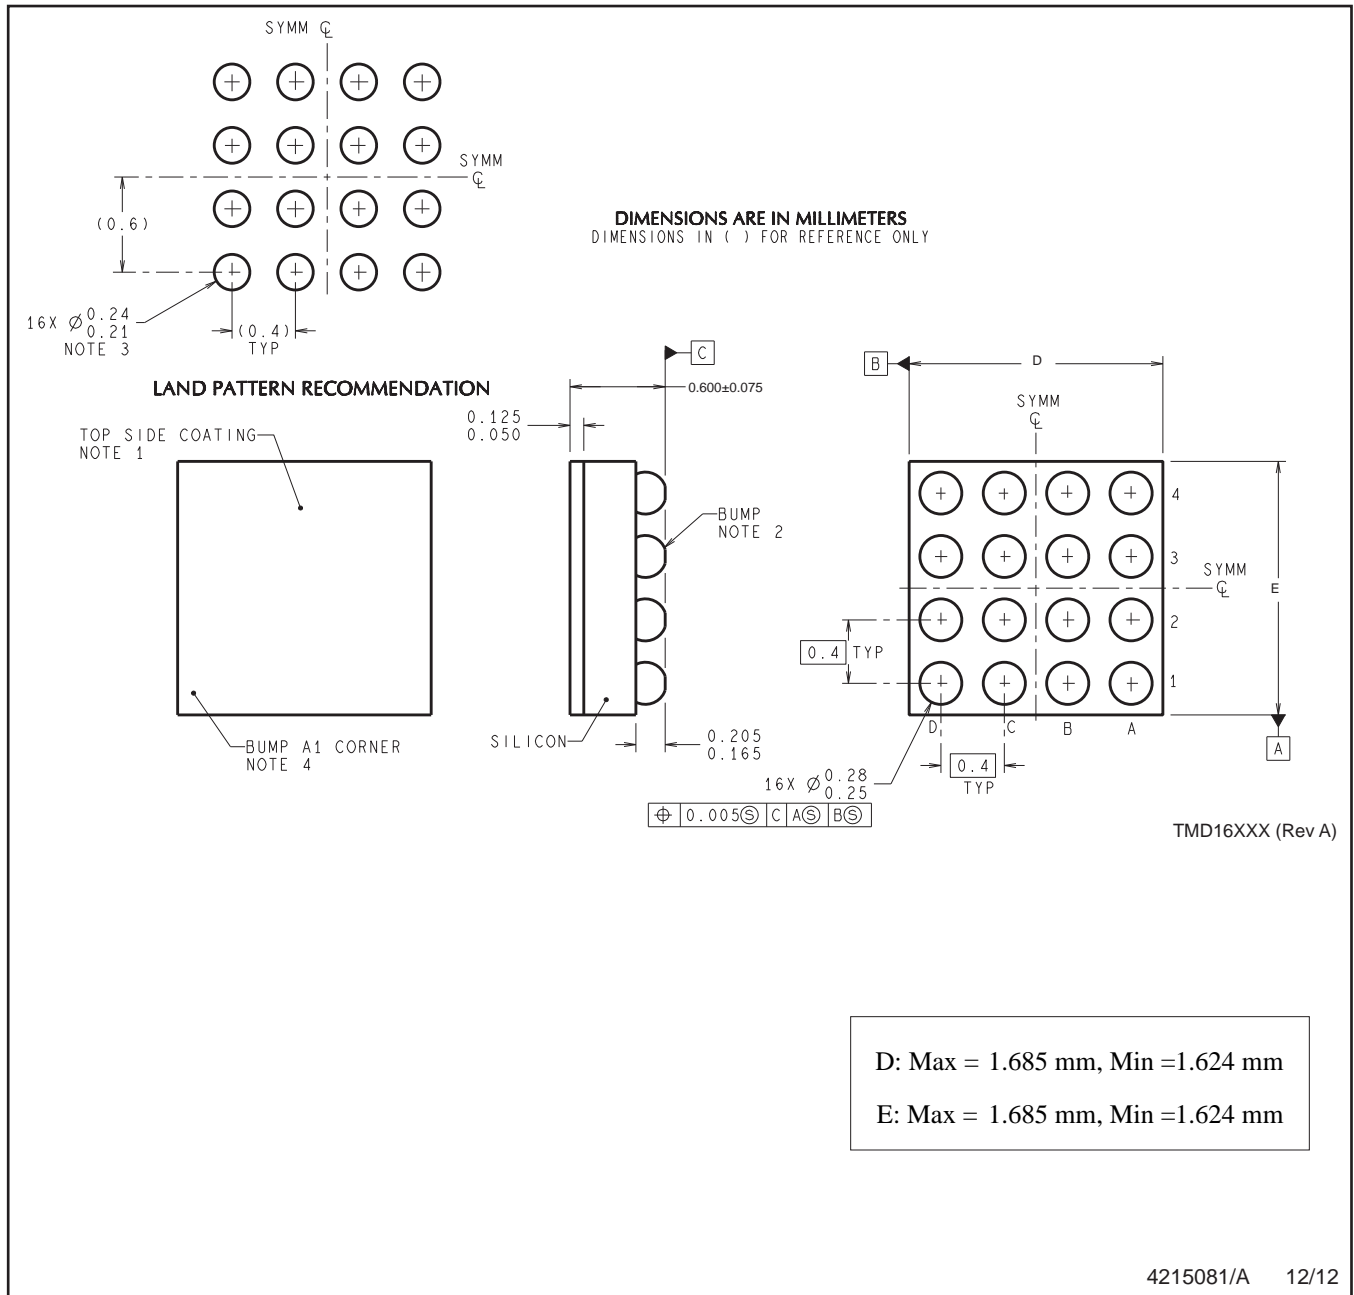 SYMM ℄
SYMM
℄
(0.6)
DIMENSIONS ARE IN MILLIMETERS
DIMENSIONS IN ( ) FOR REFERENCE ONLY
16X Ø0.24
0.21
NOTE 3
(0.4)
TYP
LAND PATTERN RECOMMENDATION
C
0.600±0.075
B
D
SYMM
℄
TOP SIDE COATING
NOTE 1
0.125
0.050
BUMP
NOTE 2
4
3
SYMM
℄
E
2
0.4 TYP
1
BUMP A1 CORNER
NOTE 4
SILICON
0.205
0.165
D C B A
A
0.4
TYP
16X Ø0.28
0.25
⌖ 0.005Ⓢ C AⓈ BⓈ
TMD16XXX (Rev A)
D: Max = 1.685 mm, Min =1.624 mm
E: Max = 1.685 mm, Min =1.624 mm
4215081/A 12/12